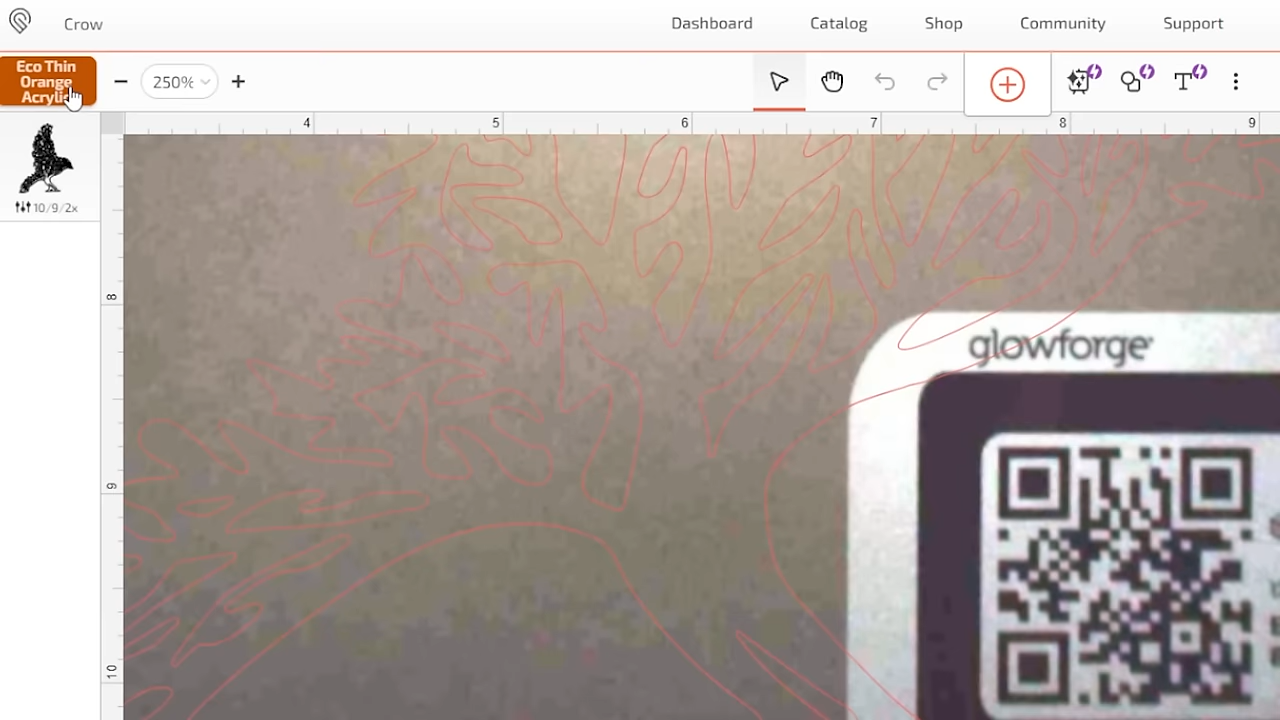 Crow
Dashboard
Catalog
Shop
Community
Support
Eco Thin
Orange
250%
4
5
6
7
8
9
10/9/2x
8
9
10
glowforge